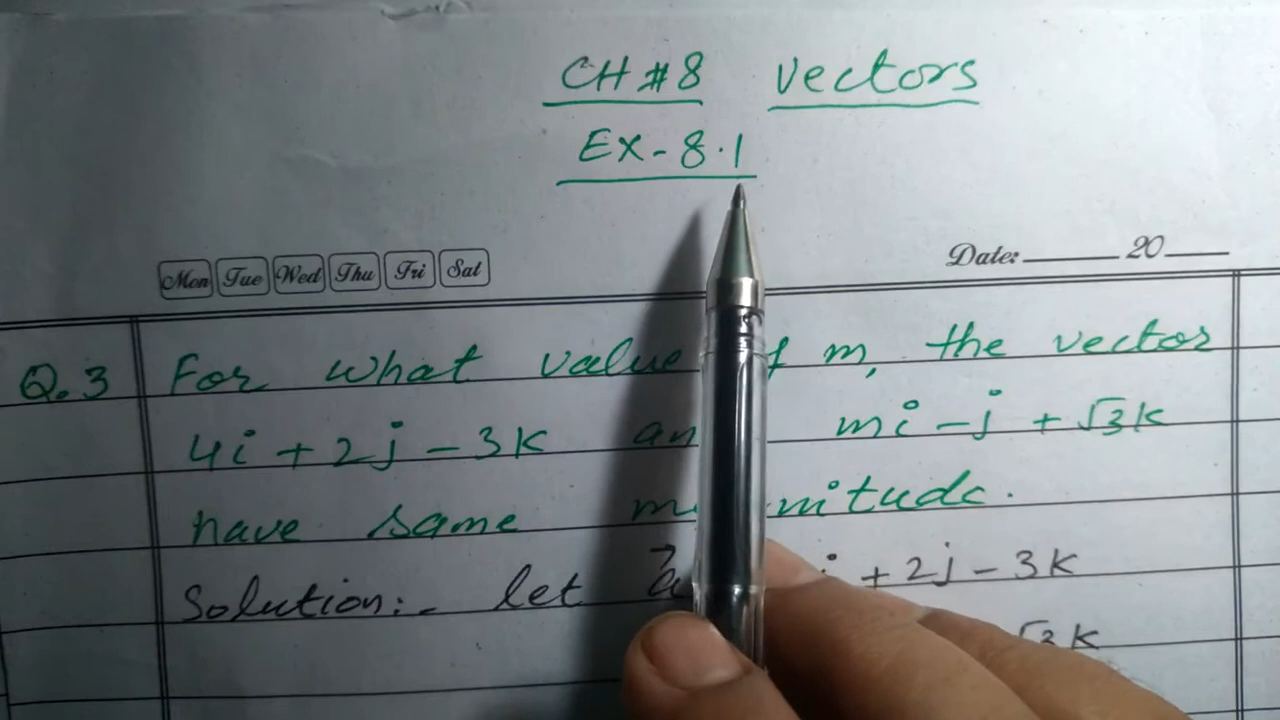 CH#8 vectors
EX-8.1
Mon Tue Wed Thu Fri Sat Date: 20
Q.3 For what value m, the vector
4i + 2j - 3k mi - j + √3k
have same
Solution:- let + 2j - 3k
√3k